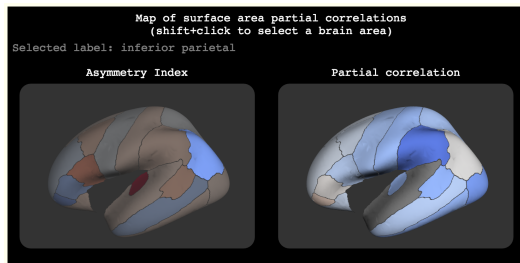 Map of surface area partial correlations
(shift+click to select a brain area)
Selected label: inferior parietal
Asymmetry Index
Partial correlation